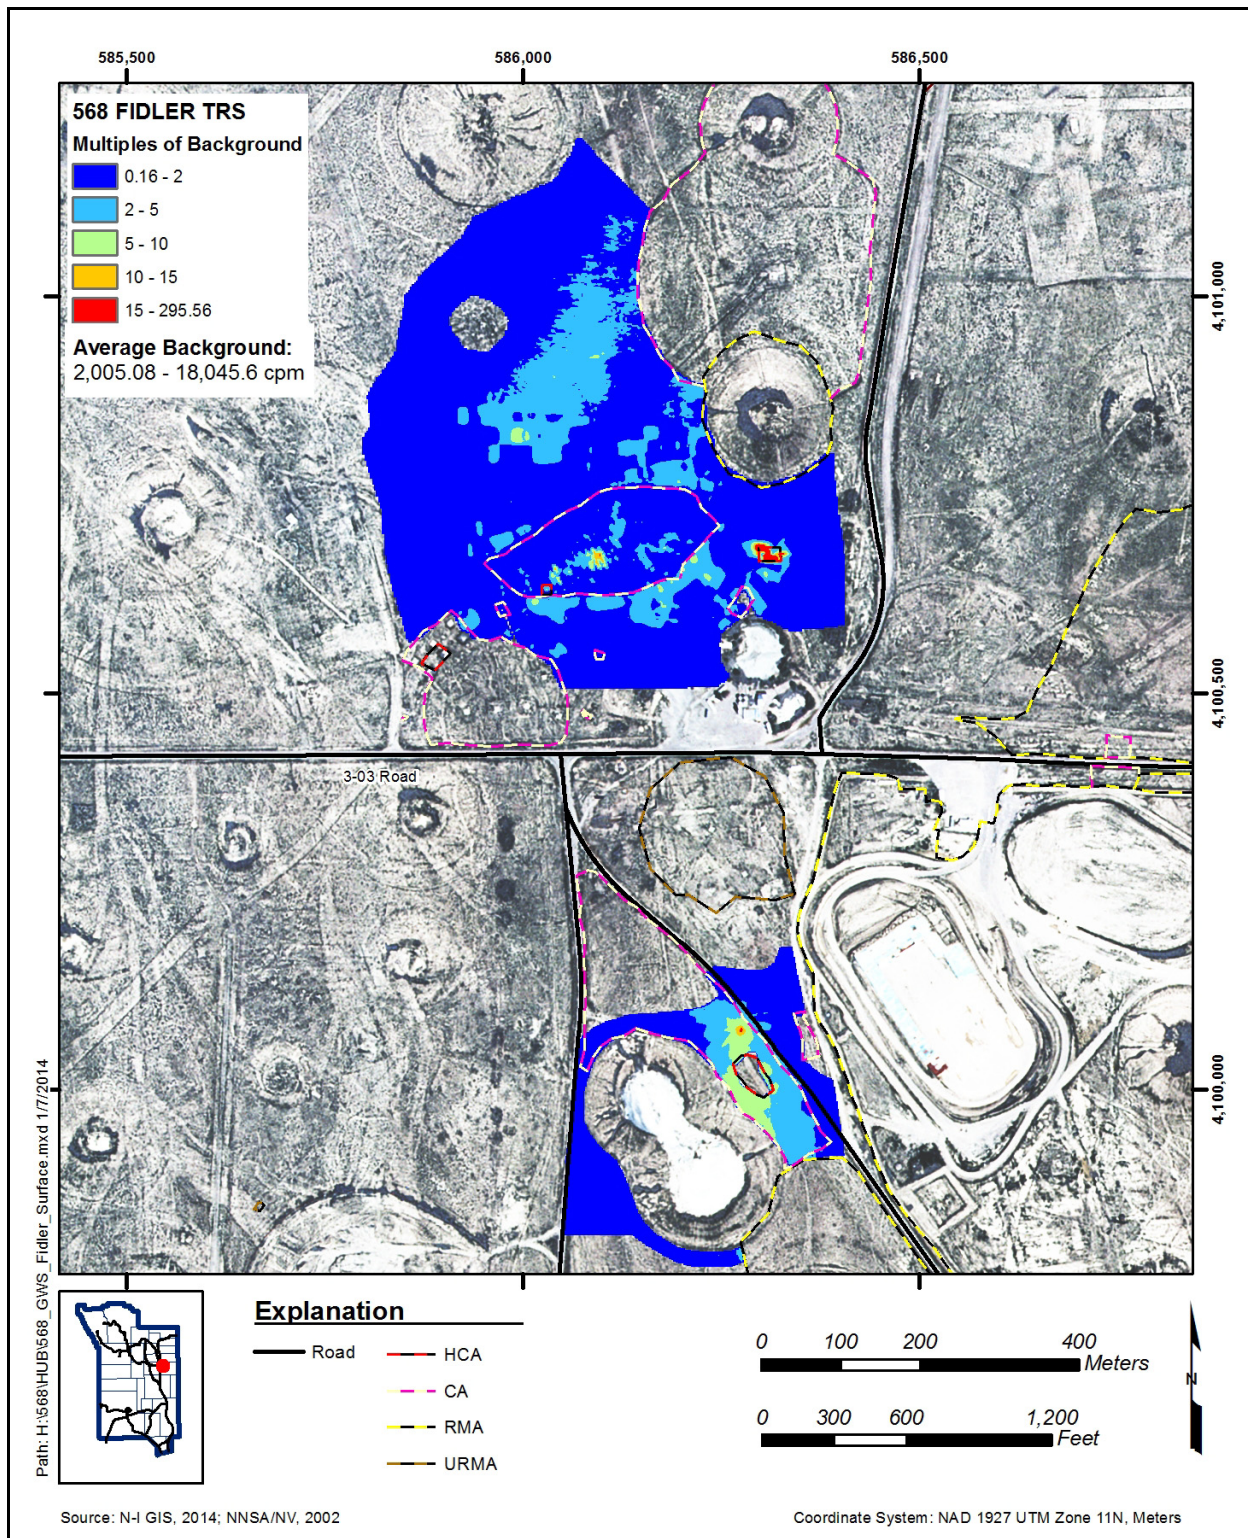 585,500
586,000
586,500
568 FIDLER TRS
Multiples of Background
0.16 - 2
2 - 5
5 - 10
10 - 15
15 - 295.56
Average Background:
2,005.08 - 18,045.6 cpm
4,101,000
4,100,500
3-03 Road
4,100,000
Path: H:\568\HUB\568_GWS_Fidler_Surface.mxd 1/7/2014
Explanation
Road
HCA
CA
RMA
URMA
0 100 200 400
Meters
0 300 600 1,200
Feet
N
Source: N-I GIS, 2014; NNSA/NV, 2002
Coordinate System: NAD 1927 UTM Zone 11N, Meters